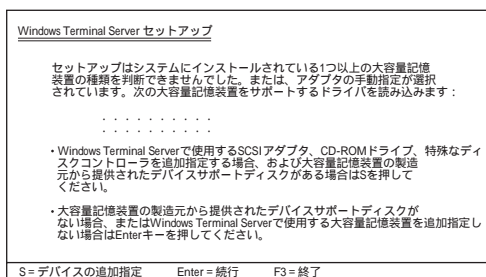 Windows Terminal Server セットアップ
セットアップはシステムにインストールされている1つ以上の大容量記憶
装置の種類を判断できませんでした。または、アダプタの手動指定が選択
されています。次の大容量記憶装置をサポートするドライバを読み込みます：
．．．．．．．．．．
．．．．．．．．．．
・Windows Terminal Serverで使用するSCSIアダプタ、CD-ROMドライブ、特殊なディ
スクコントローラを追加指定する場合、および大容量記憶装置の製造
元から提供されたデバイスサポートディスクがある場合はSを押して
ください。
・大容量記憶装置の製造元から提供されたデバイスサポートディスクが
ない場合、またはWindows Terminal Serverで使用する大容量記憶装置を追加指定し
ない場合はEnterキーを押してください。
S = デバイスの追加指定 Enter = 続行 F3 = 終了